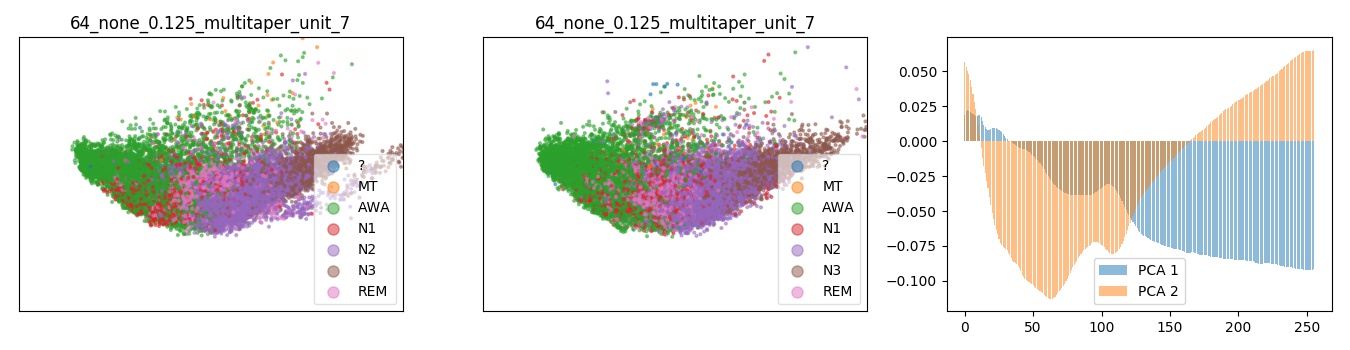 64_none_0.125_multitaper_unit_7
?
MT
AWA
N1
N2
N3
REM
64_none_0.125_multitaper_unit_7
?
MT
AWA
N1
N2
N3
REM
0.050
0.025
0.000
−0.025
−0.050
−0.075
−0.100
PCA 1
PCA 2
0
50
100
150
200
250